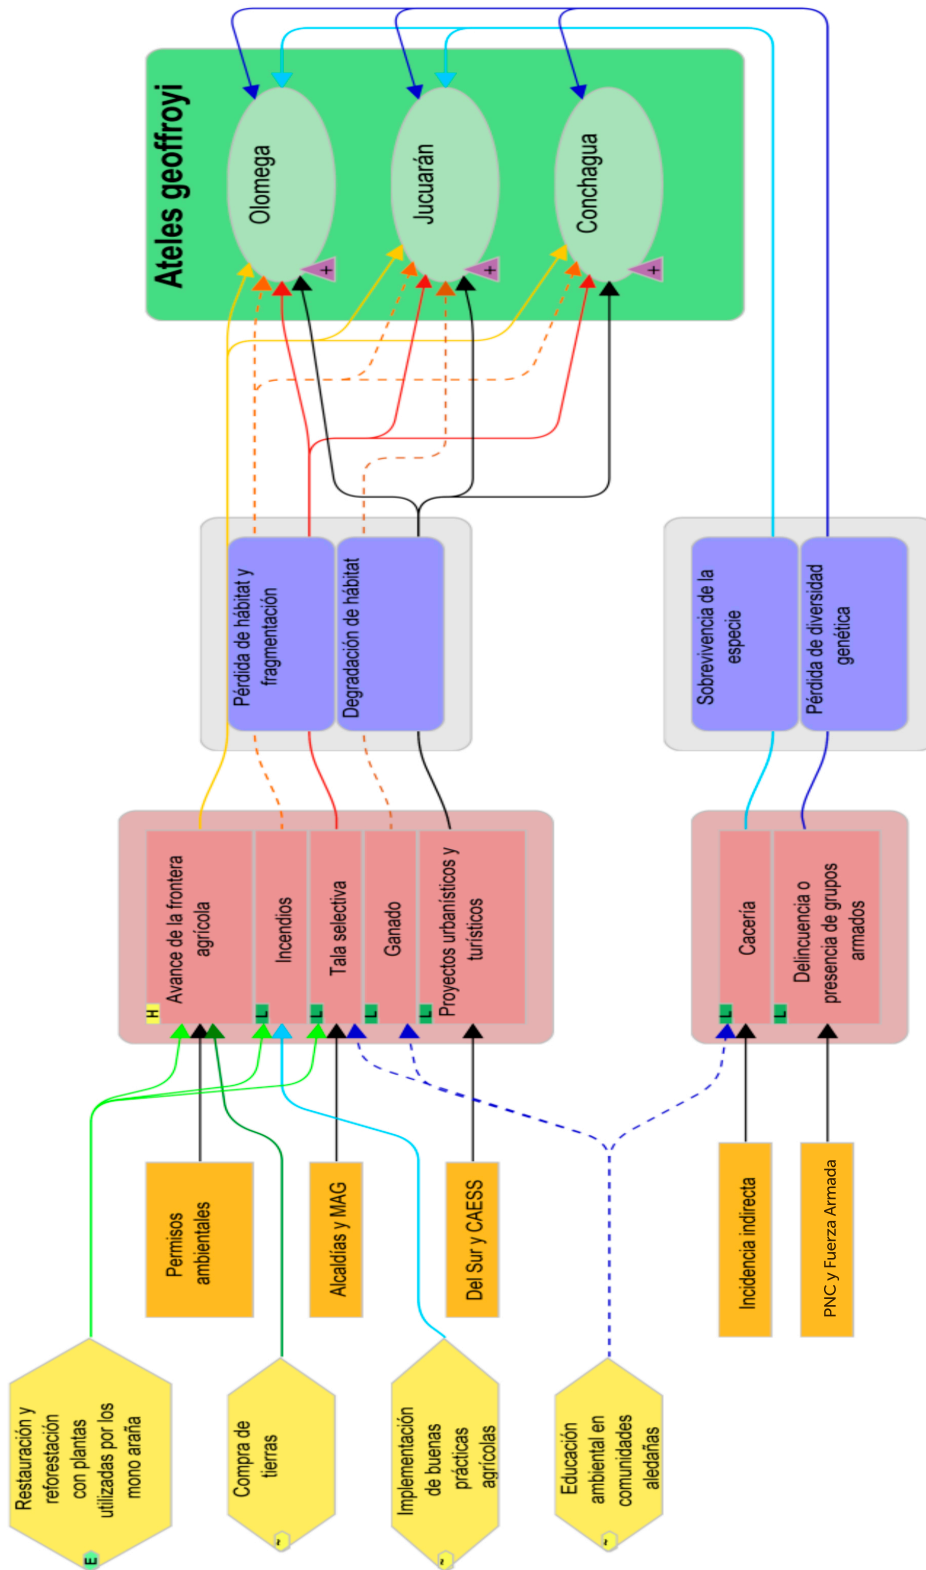 Restauración y
reforestación
con plantas
utilizadas por los
mono araña
E
Compra de
tierras
~
Implementación
de buenas
prácticas
agrícolas
~
Educación
ambiental en
comunidades
aledañas
~
Permisos
ambientales
Alcaldías y MAG
Del Sur y CAESS
Incidencia indirecta
PNC y Fuerza Armada
H
Avance de la frontera
agrícola
L
Incendios
L
Tala selectiva
L
Ganado
L
Proyectos urbanísticos y
turísticos
L
Cacería
L
Delincuencia o
presencia de grupos
armados
Pérdida de hábitat y
fragmentación
Degradación de hábitat
Sobrevivencia de la
especie
Pérdida de diversidad
genética
Ateles geoffroyi
Olomega
+
Jucuarán
+
Conchagua
+